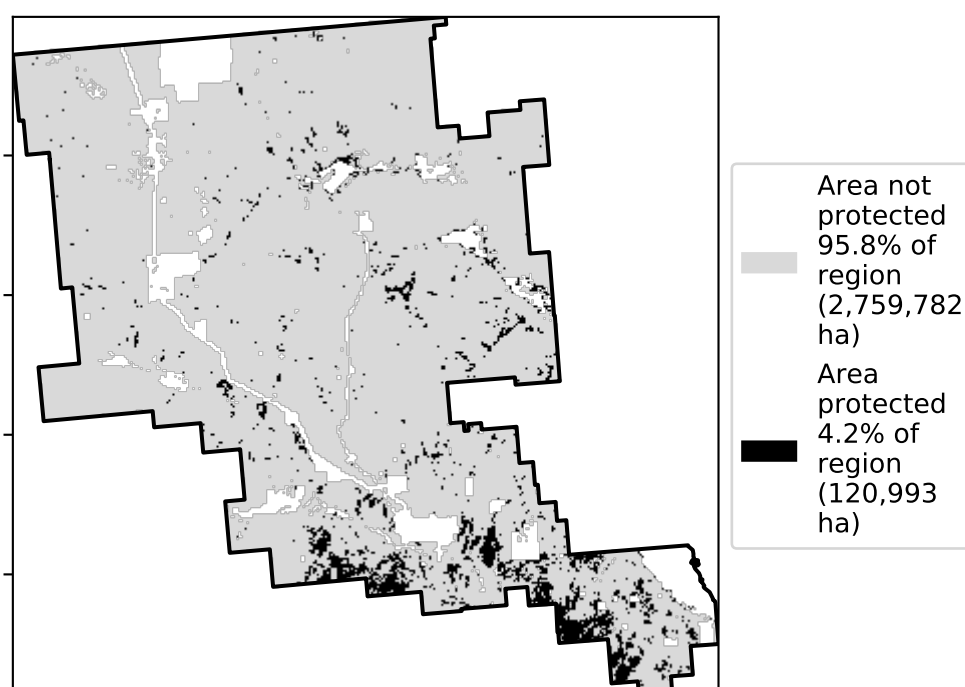 Area not
protected
95.8% of
region
(2,759,782
ha)
Area
protected
4.2% of
region
(120,993
ha)